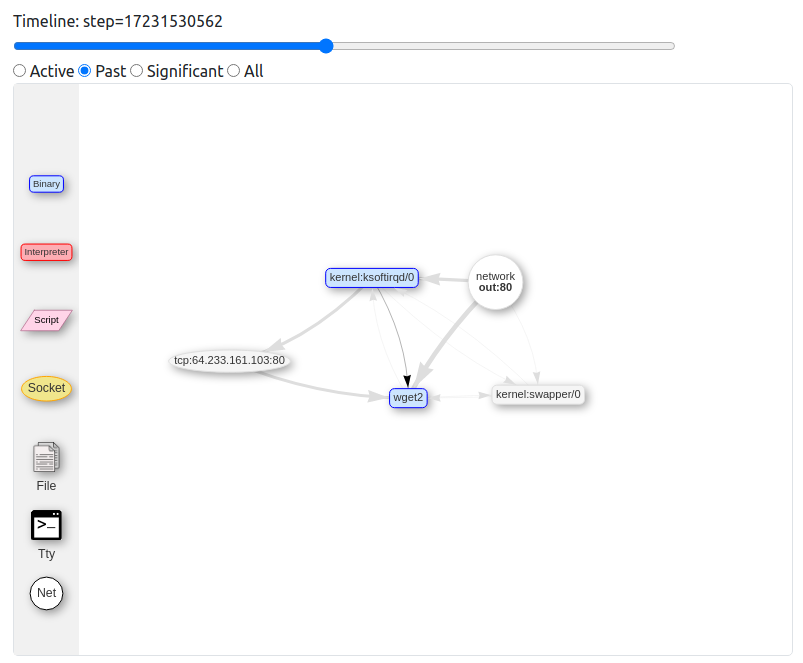 Timeline: step=17231530562
Active Past Significant All
Binary
Interpreter
Script
Socket
File
Tty
Net
kernel:ksoftirqd/0
network
out:80
tcp:64.233.161.103:80
wget2
kernel:swapper/0